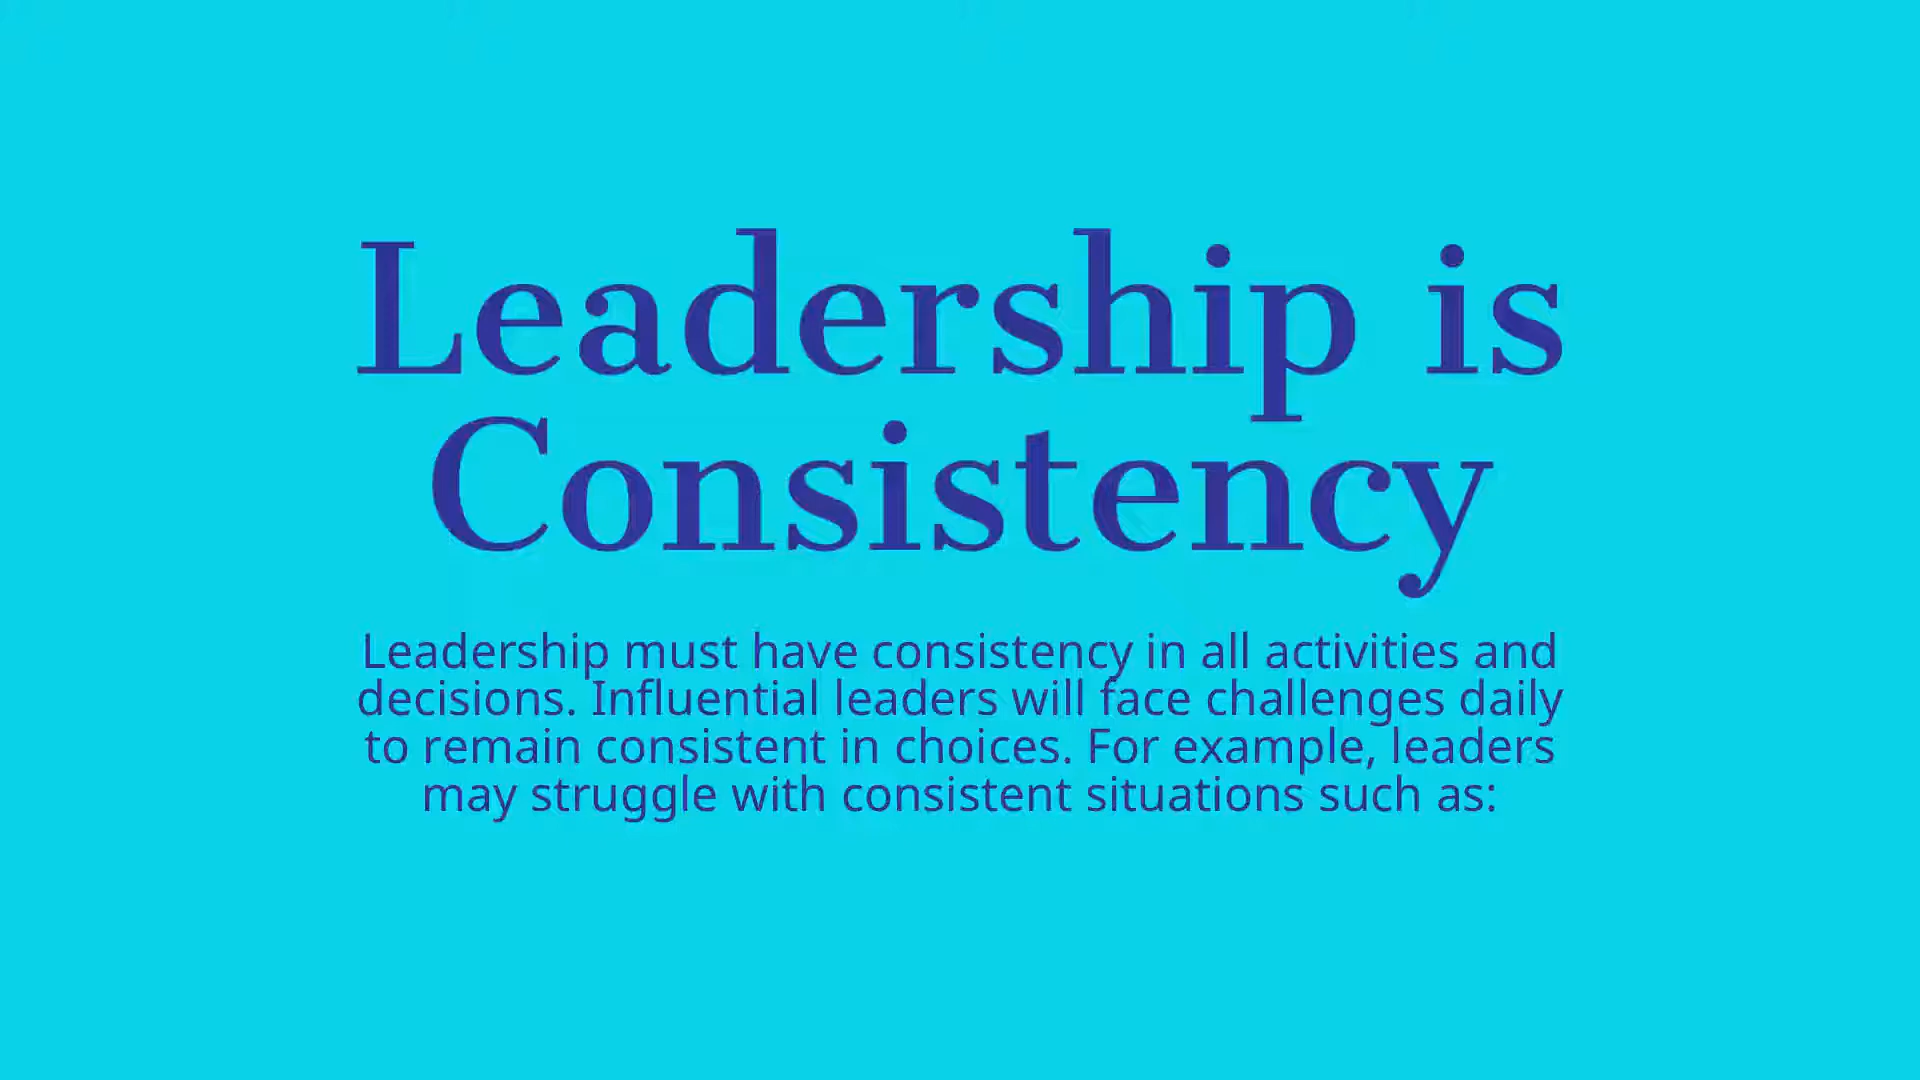 Leadership is
Consistency
Leadership must have consistency in all activities and
decisions. Influential leaders will face challenges daily
to remain consistent in choices. For example, leaders
may struggle with consistent situations such as: